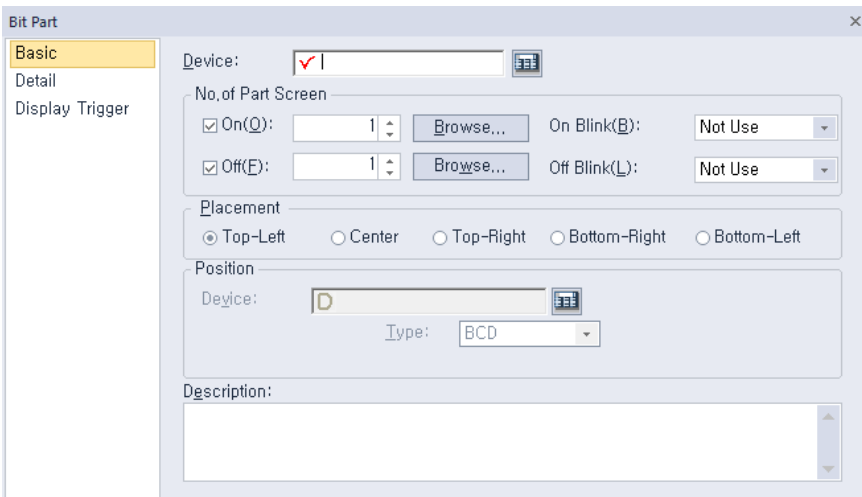 Bit Part
Basic
Detail
Display Trigger
Device:
No.of Part Screen
On(O): 1 Browse... On Blink(B): Not Use
Off(F): 1 Browse... Off Blink(L): Not Use
Placement
Top-Left Center Top-Right Bottom-Right Bottom-Left
Position
Device: D
Type: BCD
Description: